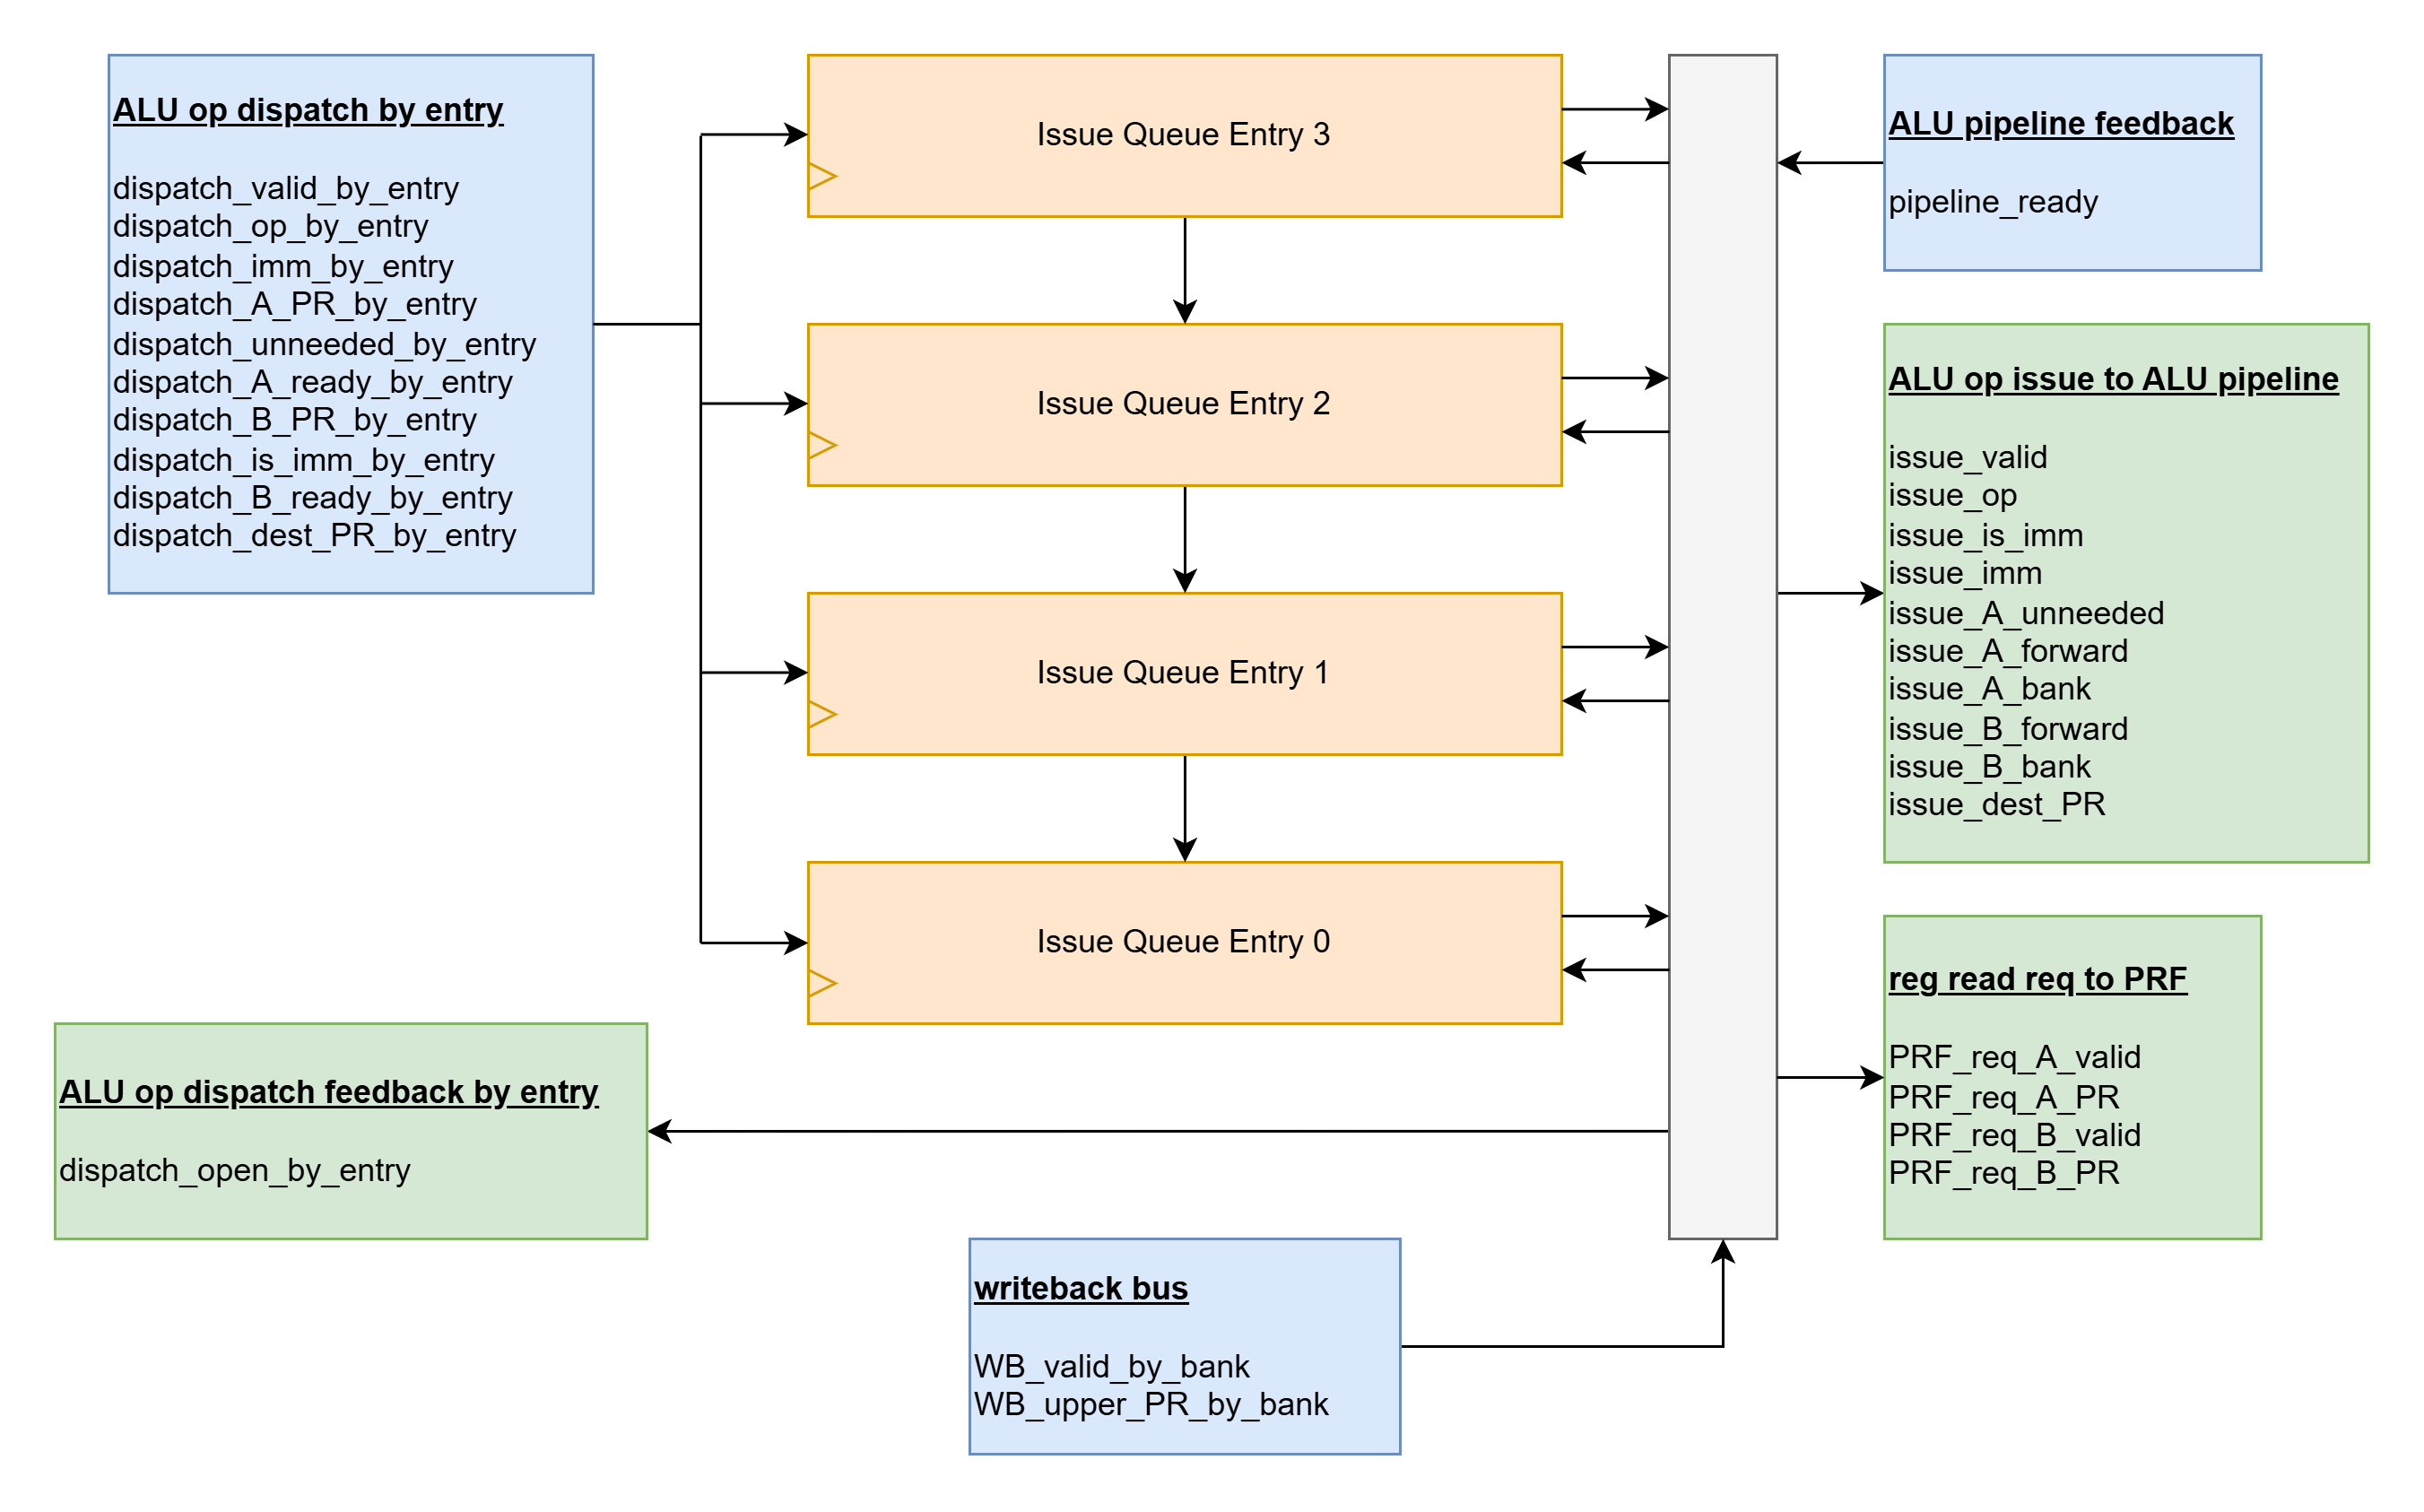 ALU op dispatch by entry
dispatch_valid_by_entry
dispatch_op_by_entry
dispatch_imm_by_entry
dispatch_A_PR_by_entry
dispatch_unneeded_by_entry
dispatch_A_ready_by_entry
dispatch_B_PR_by_entry
dispatch_is_imm_by_entry
dispatch_B_ready_by_entry
dispatch_dest_PR_by_entry
Issue Queue Entry 3
Issue Queue Entry 2
Issue Queue Entry 1
Issue Queue Entry 0
ALU pipeline feedback
pipeline_ready
ALU op issue to ALU pipeline
issue_valid
issue_op
issue_is_imm
issue_imm
issue_A_unneeded
issue_A_forward
issue_A_bank
issue_B_forward
issue_B_bank
issue_dest_PR
reg read req to PRF
PRF_req_A_valid
PRF_req_A_PR
PRF_req_B_valid
PRF_req_B_PR
ALU op dispatch feedback by entry
dispatch_open_by_entry
writeback bus
WB_valid_by_bank
WB_upper_PR_by_bank